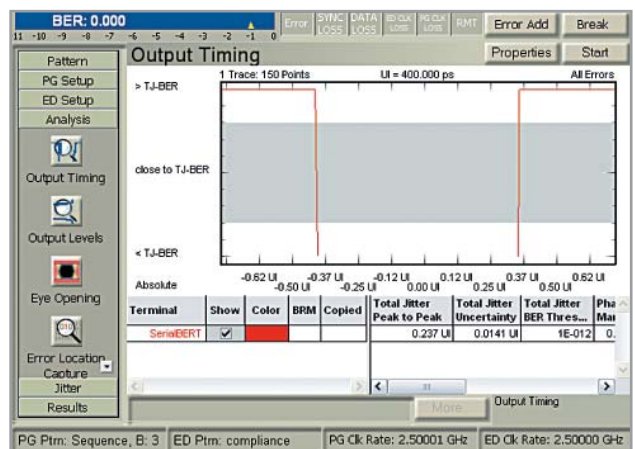 BER: 0.000
11 -10 -9 -8 -7 -6 -5 -4 -3 -2 -1 0
Error
SYNC LOSS
DATA LOSS
ED CLK LOSS
PG CLK LOSS
RMT
Error Add
Break
Pattern
PG Setup
ED Setup
Analysis
Output Timing
Output Levels
Eye Opening
Error Location Capture
Jitter
Results
Output Timing
Properties
Start
1 Trace: 150 Points
UI = 400.000 ps
All Errors
> TJ-BER
close to TJ-BER
< TJ-BER
Absolute
-0.62 UI -0.50 UI -0.37 UI -0.25 UI -0.12 UI 0.00 UI 0.12 UI 0.25 UI 0.37 UI 0.50 UI 0.62 UI
Terminal Show Color BRM Copied Total Jitter Peak to Peak Total Jitter Uncertainty Total Jitter BER Thres... Pha Mar
SerialBERT 0.237 UI 0.0141 UI 1E-012 0.
More...
Output Timing
PG Ptrn: Sequence, B: 3 ED Ptrn: compliance PG Clk Rate: 2.50001 GHz ED Clk Rate: 2.50000 GHz